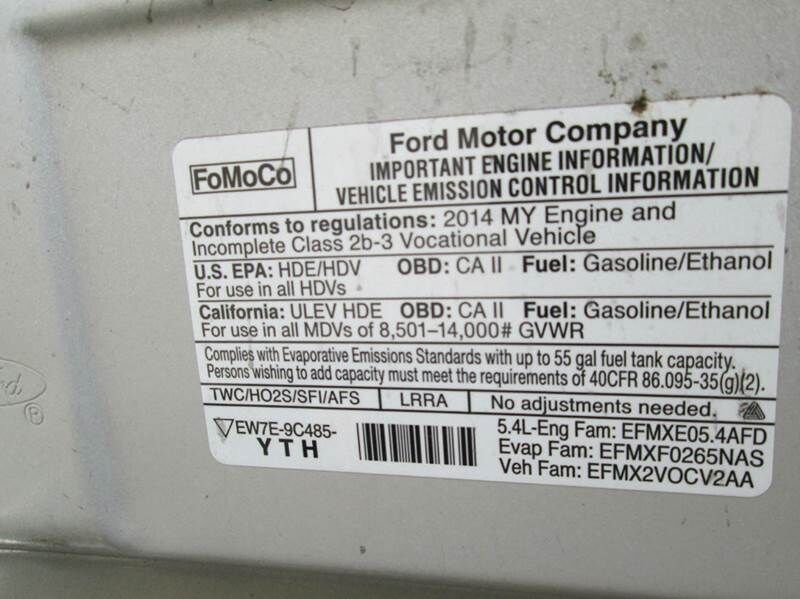 FoMoCo
Ford Motor Company
IMPORTANT ENGINE INFORMATION/
VEHICLE EMISSION CONTROL INFORMATION
Conforms to regulations: 2014 MY Engine and
Incomplete Class 2b-3 Vocational Vehicle
U.S. EPA: HDE/HDV OBD: CA II Fuel: Gasoline/Ethanol
For use in all HDVs
California: ULEV HDE OBD: CA II Fuel: Gasoline/Ethanol
For use in all MDVs of 8,501–14,000# GVWR
Complies with Evaporative Emissions Standards with up to 55 gal fuel tank capacity.
Persons wishing to add capacity must meet the requirements of 40CFR 86.095-35(g)(2).
TWC/HO2S/SFI/AFS LRRA No adjustments needed.
EW7E-9C485-
YTH
5.4L-Eng Fam: EFMXE05.4AFD
Evap Fam: EFMXF0265NAS
Veh Fam: EFMX2VOCV2AA
®